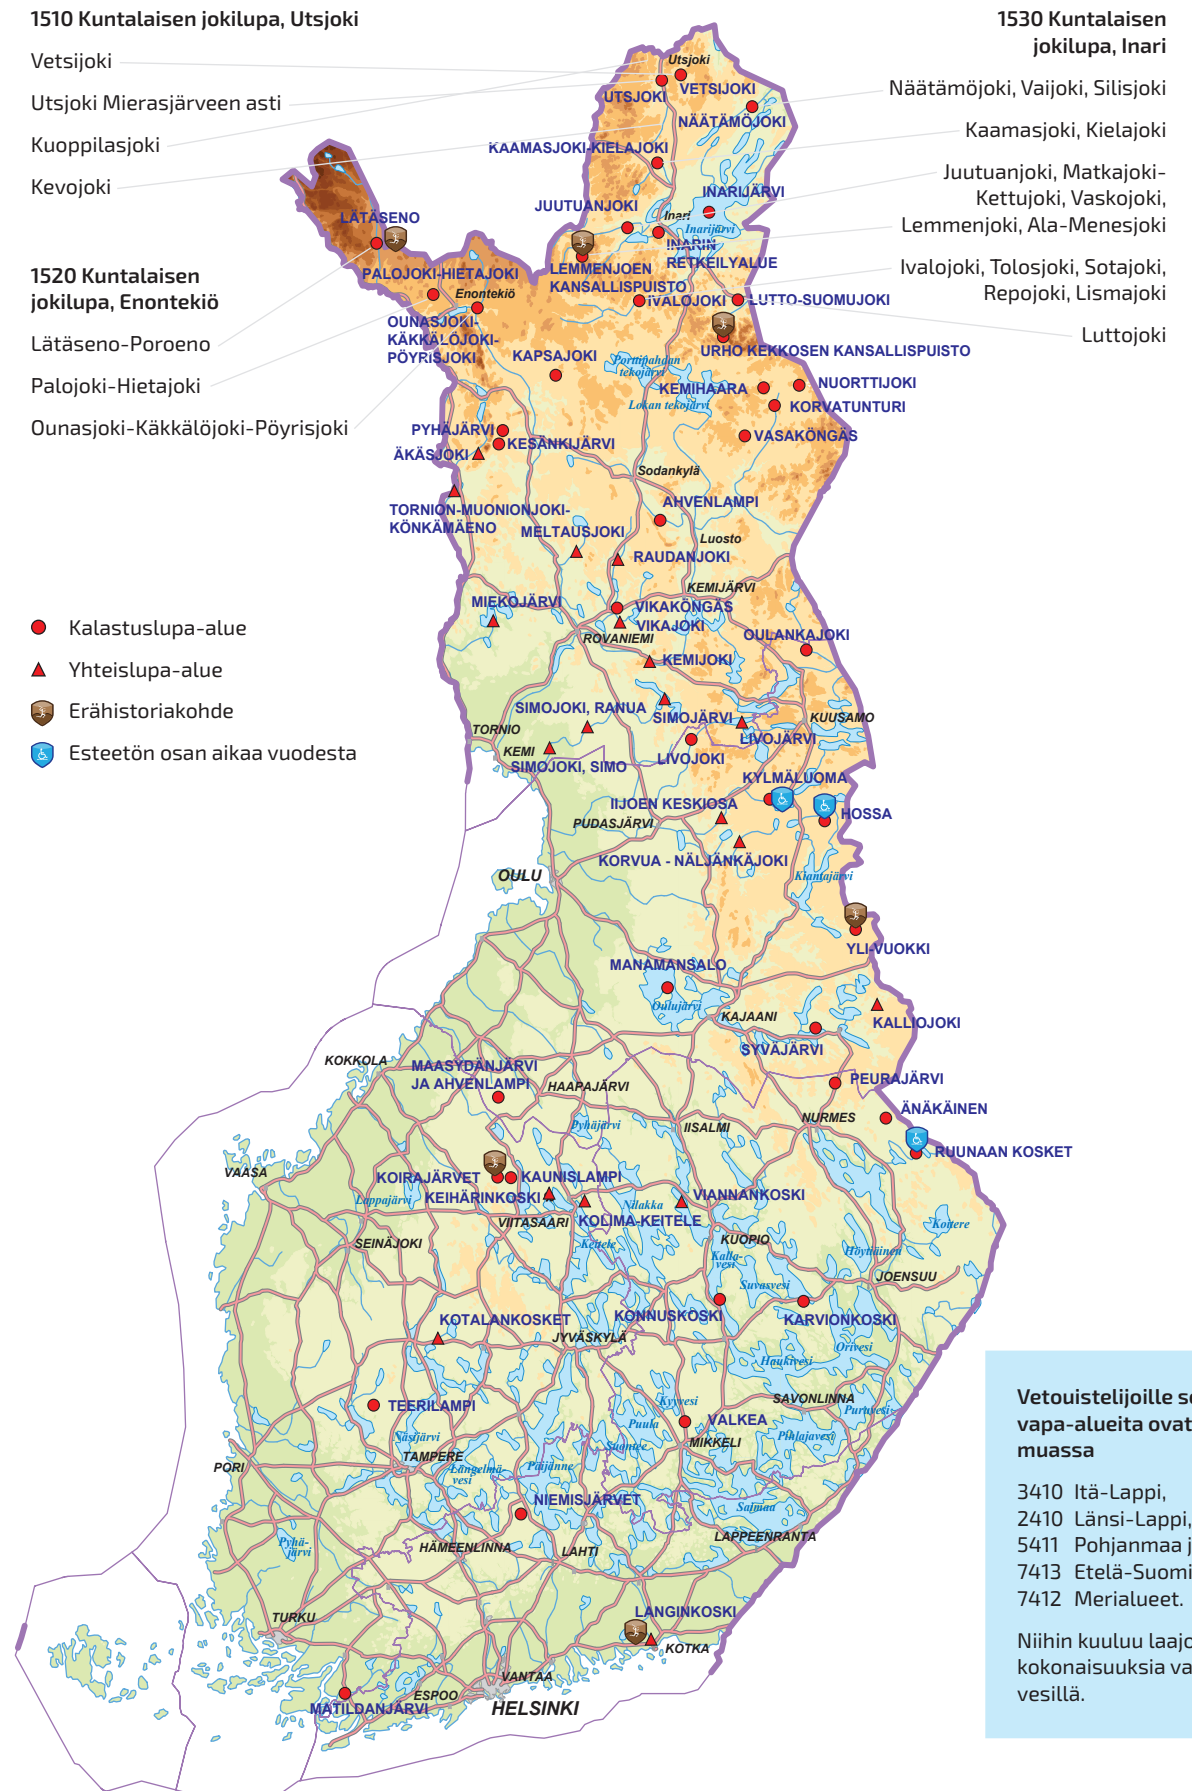 1510 Kuntalaisen jokilupa, Utsjoki
Vetsijoki
Utsjoki Mierasjärveen asti
Kuoppilasjoki
Kevojoki
1520 Kuntalaisen
jokilupa, Enontekiö
Lätäseno-Poroeno
Palojoki-Hietajoki
Ounasjoki-Käkkälöjoki-Pöyrisjoki
1530 Kuntalaisen
jokilupa, Inari
Näätämöjoki, Vaijoki, Silisjoki
Kaamasjoki, Kielajoki
Juutuanjoki, Matkajoki-
Kettujoki, Vaskojoki,
Lemmenjoki, Ala-Menesjoki
Ivalojoki, Tolosjoki, Sotajoki,
Repojoki, Lismajoki
Luttojoki
Kalastuslupa-alue
Yhteislupa-alue
Erähistoriakohde
Esteetön osan aikaa vuodesta
Utsjoki
UTSJOKI
VETSIJOKI
NÄÄTÄMÖJOKI
KAAMASJOKI-KIELAJOKI
INARIJÄRVI
JUUTUANJOKI
Inari
Inarijärvi
INARIN
RETKEILYALUE
LÄTÄSENO
LEMMENJOEN
KANSALLISPUISTO
PALOJOKI-HIETAJOKI
Enontekiö
IVALOJOKI
LUTTO-SUOMUJOKI
OUNASJOKI-
KÄKKÄLÖJOKI-
PÖYRISJOKI
KAPSAJOKI
URHO KEKKOSEN KANSALLISPUISTO
Porttipahdan
tekojärvi
KEMIHAARA
NUORTTIJOKI
Lokan tekojärvi
KORVATUNTURI
PYHÄJÄRVI
KESÄNKIJÄRVI
VASAKÖNGÄS
ÄKÄSJOKI
Sodankylä
TORNION-MUONIONJOKI-
KÖNKÄMÄENO
AHVENLAMPI
MELTAUSJOKI
Luosto
RAUDANJOKI
KEMIJÄRVI
MIEKOJÄRVI
VIKAKÖNGÄS
VIKAJOKI
ROVANIEMI
OULANKAJOKI
KEMIJOKI
SIMOJOKI, RANUA
SIMOJÄRVI
KUUSAMO
TORNIO
LIVOJÄRVI
KEMI
LIVOJOKI
SIMOJOKI, SIMO
KYLMÄLUOMA
IIJOEN KESKIOSA
HOSSA
PUDASJÄRVI
KORVUA - NÄLJÄNKÄJOKI
OULU
Kiantajärvi
YLI-VUOKKI
MANAMANSALO
Oulujärvi
KAJAANI
KALLIOJOKI
SYVÄJÄRVI
KOKKOLA
MAASYDÄNJÄRVI
JA AHVENLAMPI
HAAPAJÄRVI
PEURAJÄRVI
ÄNÄKÄINEN
NURMES
Pyhäjärvi
IISALMI
RUUNAAN KOSKET
VAASA
KOIRAJÄRVET
KAUNISLAMPI
KEIHÄRINKOSKI
Lappajärvi
Nilakka
VIANNANKOSKI
VIITASAARI
KOLIMA-KEITELE
Koitere
SEINÄJOKI
Keitele
KUOPIO
Kalla-
vesi
Höytiäinen
JOENSUU
Suvasvesi
KOTALANKOSKET
KONNUSKOSKI
KARVIONKOSKI
JYVÄSKYLÄ
Orivesi
Haukivesi
TEERILAMPI
Kyyvesi
SAVONLINNA
Puruvesi
Puula
VALKEA
Näsijärvi
Suontee
MIKKELI
Pihlajavesi
TAMPERE
PORI
Längelmä-
vesi
Päijänne
NIEMISJÄRVET
Saimaa
LAPPEENRANTA
Pyhä-
järvi
HÄMEENLINNA
LAHTI
TURKU
LANGINKOSKI
KOTKA
VANTAA
ESPOO
MATILDANJÄRVI
HELSINKI
Vetouistelijoille
vapa-alueita ovat
muassa
3410 Itä-Lappi,
2410 Länsi-Lappi,
5411 Pohjanmaa
7413 Etelä-Suomi
7412 Merialueet.
Niihin kuuluu
kokonaisuuksia
vesillä.